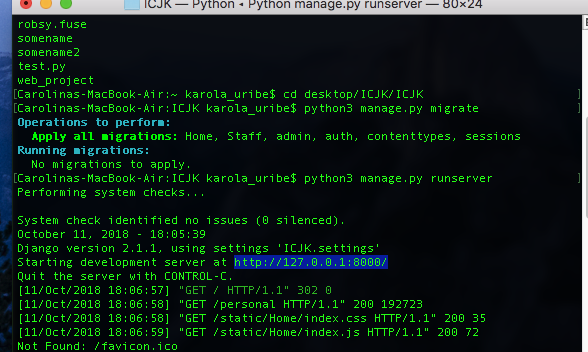 ICJK — Python ◂ Python manage.py runserver — 80×24
robsy.fuse
somename
somename2
test.py
web_project
[Carolinas-MacBook-Air:~ karola_uribe$ cd desktop/ICJK/ICJK ]
[Carolinas-MacBook-Air:ICJK karola_uribe$ python3 manage.py migrate ]
Operations to perform:
  Apply all migrations: Home, Staff, admin, auth, contenttypes, sessions
Running migrations:
  No migrations to apply.
[Carolinas-MacBook-Air:ICJK karola_uribe$ python3 manage.py runserver ]
Performing system checks...
System check identified no issues (0 silenced).
October 11, 2018 - 18:05:39
Django version 2.1.1, using settings 'ICJK.settings'
Starting development server at http://127.0.0.1:8000/
Quit the server with CONTROL-C.
[11/Oct/2018 18:06:57] "GET / HTTP/1.1" 302 0
[11/Oct/2018 18:06:58] "GET /personal HTTP/1.1" 200 192723
[11/Oct/2018 18:06:58] "GET /static/Home/index.css HTTP/1.1" 200 35
[11/Oct/2018 18:06:59] "GET /static/Home/index.js HTTP/1.1" 200 72
Not Found: /favicon.ico